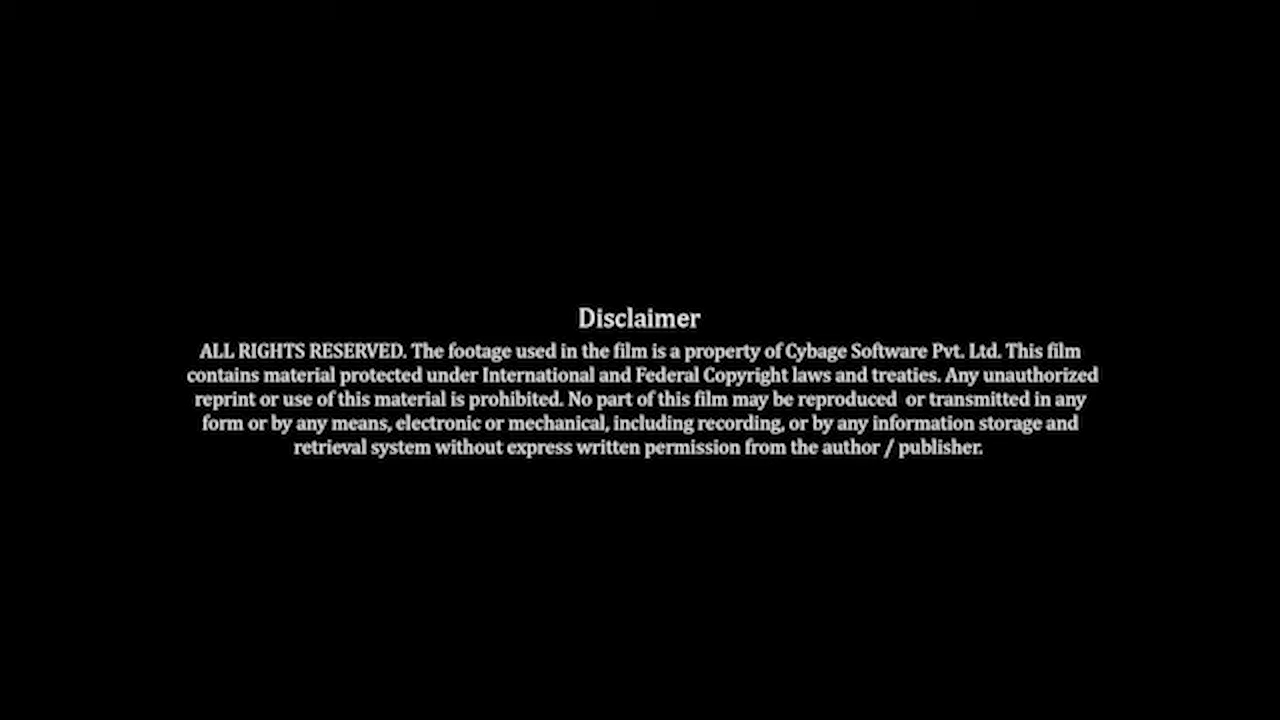 Disclaimer
ALL RIGHTS RESERVED. The footage used in the film is a property of Cybage Software Pvt. Ltd. This film
contains material protected under International and Federal Copyright laws and treaties. Any unauthorized
reprint or use of this material is prohibited. No part of this film may be reproduced  or transmitted in any
form or by any means, electronic or mechanical, including recording, or by any information storage and
retrieval system without express written permission from the author / publisher.